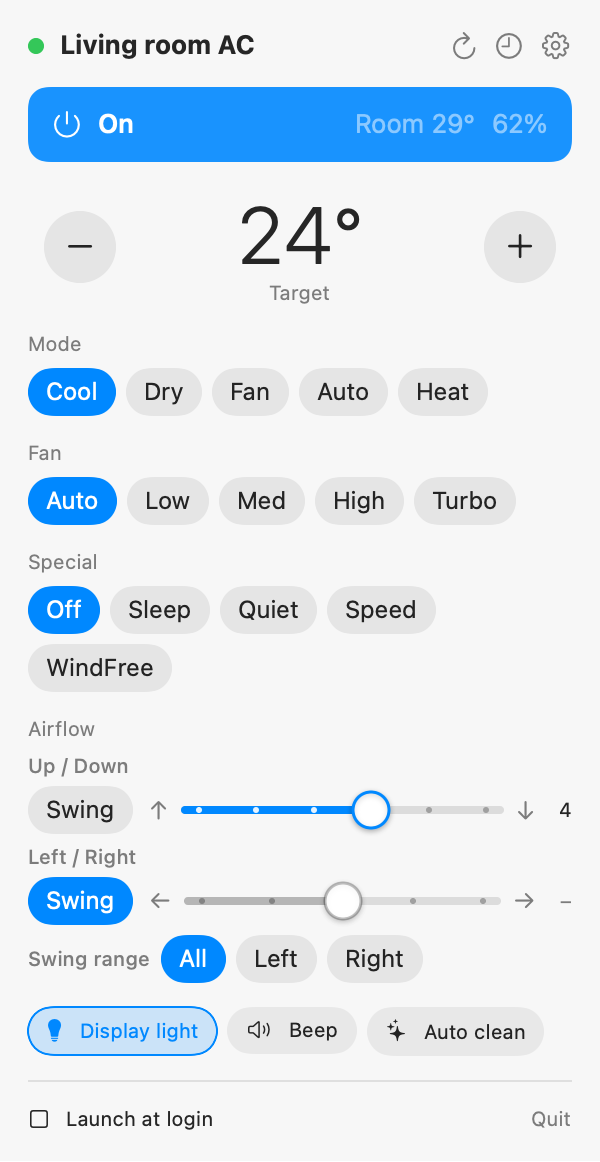 Living room AC
On Room 29° 62%
24°
Target
Mode
Cool Dry Fan Auto Heat
Fan
Auto Low Med High Turbo
Special
Off Sleep Quiet Speed
WindFree
Airflow
Up / Down
Swing 4
Left / Right
Swing –
Swing range All Left Right
Display light Beep Auto clean
Launch at login Quit